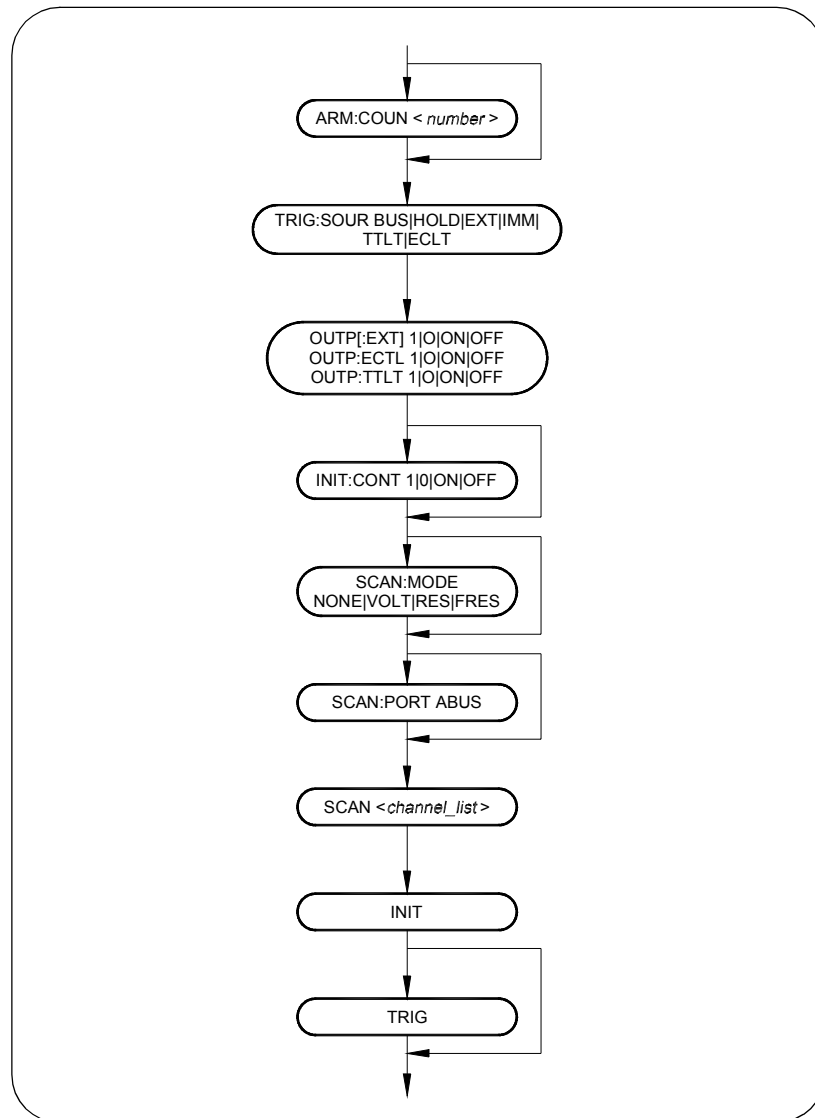 ARM:COUN < number >
TRIG:SOUR BUS|HOLD|EXT|IMM|
TTLT|ECLT
OUTP[:EXT] 1|O|ON|OFF
OUTP:ECTL 1|O|ON|OFF
OUTP:TTLT 1|O|ON|OFF
INIT:CONT 1|0|ON|OFF
SCAN:MODE
NONE|VOLT|RES|FRES
SCAN:PORT ABUS
SCAN <channel_list>
INIT
TRIG